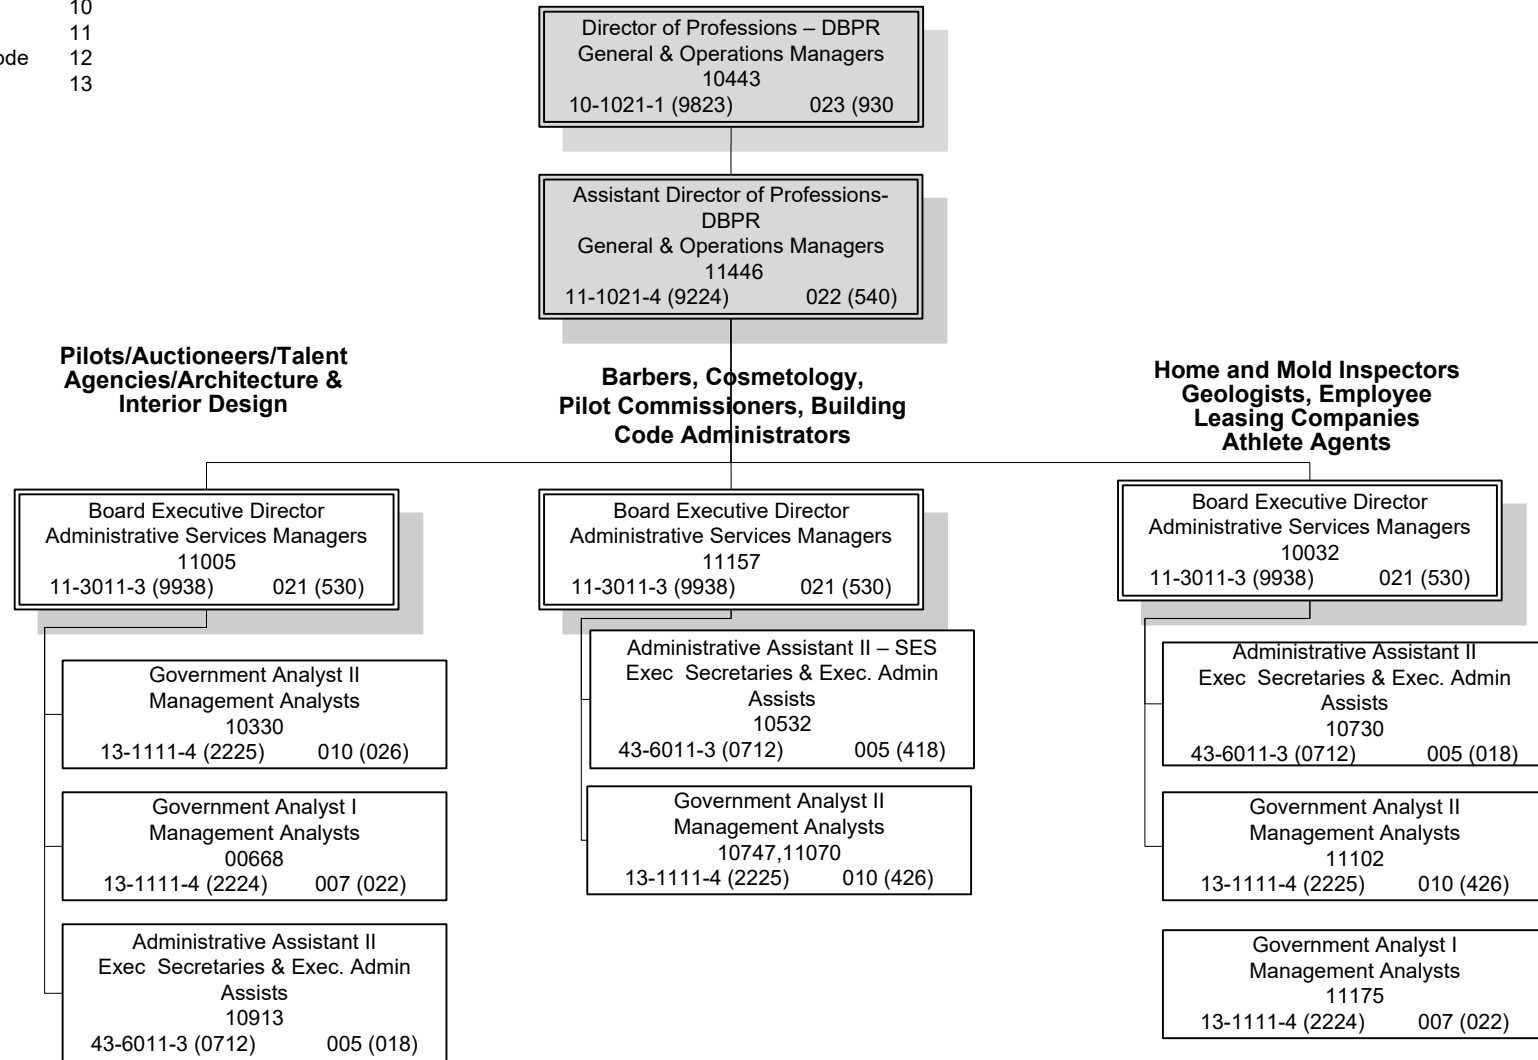 10
11
ode 12
13
Director of Professions – DBPR
General & Operations Managers
10443
10-1021-1 (9823) 023 (930
Assistant Director of Professions-
DBPR
General & Operations Managers
11446
11-1021-4 (9224) 022 (540)
Pilots/Auctioneers/Talent
Agencies/Architecture &
Interior Design
Barbers, Cosmetology,
Pilot Commissioners, Building
Code Administrators
Home and Mold Inspectors
Geologists, Employee
Leasing Companies
Athlete Agents
Board Executive Director
Administrative Services Managers
11005
11-3011-3 (9938) 021 (530)
Government Analyst II
Management Analysts
10330
13-1111-4 (2225) 010 (026)
Government Analyst I
Management Analysts
00668
13-1111-4 (2224) 007 (022)
Administrative Assistant II
Exec Secretaries & Exec. Admin
Assists
10913
43-6011-3 (0712) 005 (018)
Board Executive Director
Administrative Services Managers
11157
11-3011-3 (9938) 021 (530)
Administrative Assistant II – SES
Exec Secretaries & Exec. Admin
Assists
10532
43-6011-3 (0712) 005 (418)
Government Analyst II
Management Analysts
10747,11070
13-1111-4 (2225) 010 (426)
Board Executive Director
Administrative Services Managers
10032
11-3011-3 (9938) 021 (530)
Administrative Assistant II
Exec Secretaries & Exec. Admin
Assists
10730
43-6011-3 (0712) 005 (018)
Government Analyst II
Management Analysts
11102
13-1111-4 (2225) 010 (426)
Government Analyst I
Management Analysts
11175
13-1111-4 (2224) 007 (022)